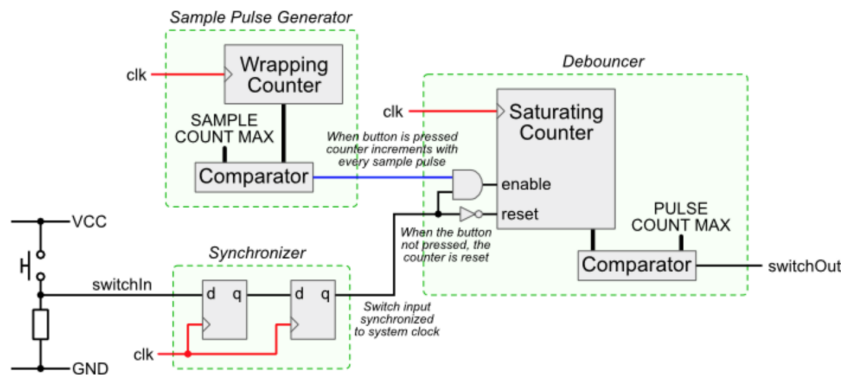 Sample Pulse Generator
Wrapping
Counter
clk
SAMPLE
COUNT MAX
Comparator
When button is pressed
counter increments with
every sample pulse
Debouncer
clk
Saturating
Counter
enable
reset
When the button
not pressed, the
counter is reset
PULSE
COUNT MAX
Comparator
switchOut
VCC
switchIn
GND
Synchronizer
d q
d q
clk
Switch input
synchronized
to system clock